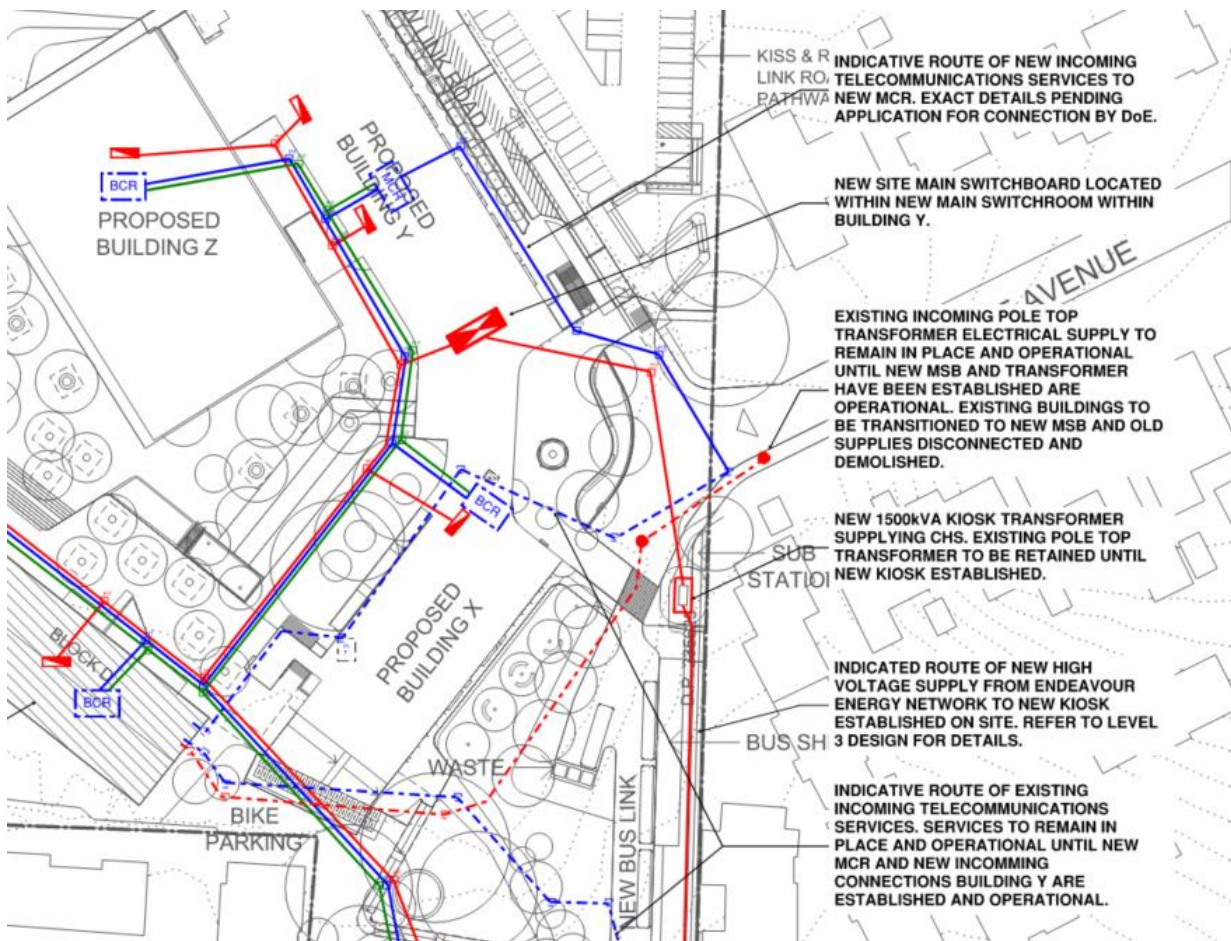 KISS & R
LINK ROA
PATHWA
INDICATIVE ROUTE OF NEW INCOMING
TELECOMMUNICATIONS SERVICES TO
NEW MCR. EXACT DETAILS PENDING
APPLICATION FOR CONNECTION BY DoE.
LINK ROAD
PROPOSED
BUILDING Y
MCR
BCR
PROPOSED
BUILDING Z
NEW SITE MAIN SWITCHBOARD LOCATED
WITHIN NEW MAIN SWITCHROOM WITHIN
BUILDING Y.
AVENUE
EXISTING INCOMING POLE TOP
TRANSFORMER ELECTRICAL SUPPLY TO
REMAIN IN PLACE AND OPERATIONAL
UNTIL NEW MSB AND TRANSFORMER
HAVE BEEN ESTABLISHED ARE
OPERATIONAL. EXISTING BUILDINGS TO
BE TRANSITIONED TO NEW MSB AND OLD
SUPPLIES DISCONNECTED AND
DEMOLISHED.
BCR
NEW 1500kVA KIOSK TRANSFORMER
SUPPLYING CHS. EXISTING POLE TOP
TRANSFORMER TO BE RETAINED UNTIL
NEW KIOSK ESTABLISHED.
SUB
STATIO
PROPOSED
BUILDING X
BLOCK D
BCR
INDICATED ROUTE OF NEW HIGH
VOLTAGE SUPPLY FROM ENDEAVOUR
ENERGY NETWORK TO NEW KIOSK
ESTABLISHED ON SITE. REFER TO LEVEL
3 DESIGN FOR DETAILS.
BUS SH
WASTE
BIKE
PARKING
NEW BUS LINK
INDICATIVE ROUTE OF EXISTING
INCOMING TELECOMMUNICATIONS
SERVICES. SERVICES TO REMAIN IN
PLACE AND OPERATIONAL UNTIL NEW
MCR AND NEW INCOMMING
CONNECTIONS BUILDING Y ARE
ESTABLISHED AND OPERATIONAL.